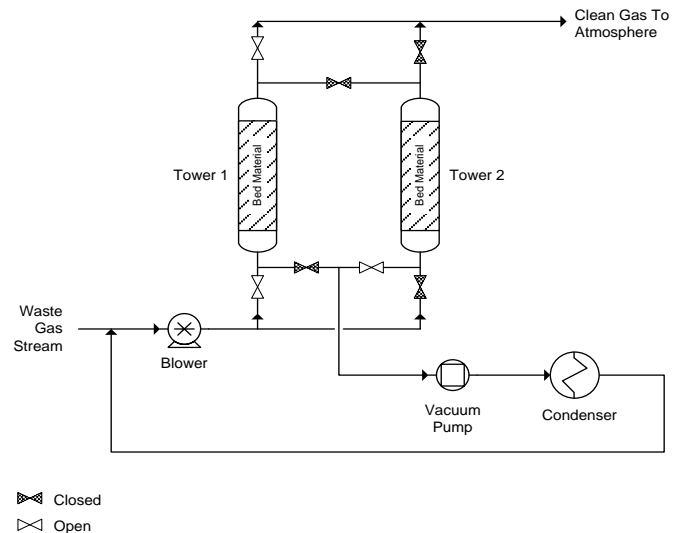 Clean Gas To
Atmosphere
Tower 1
Bed Material
Bed Material
Tower 2
Waste
Gas
Stream
Blower
Vacuum
Pump
Condenser
Closed
Open